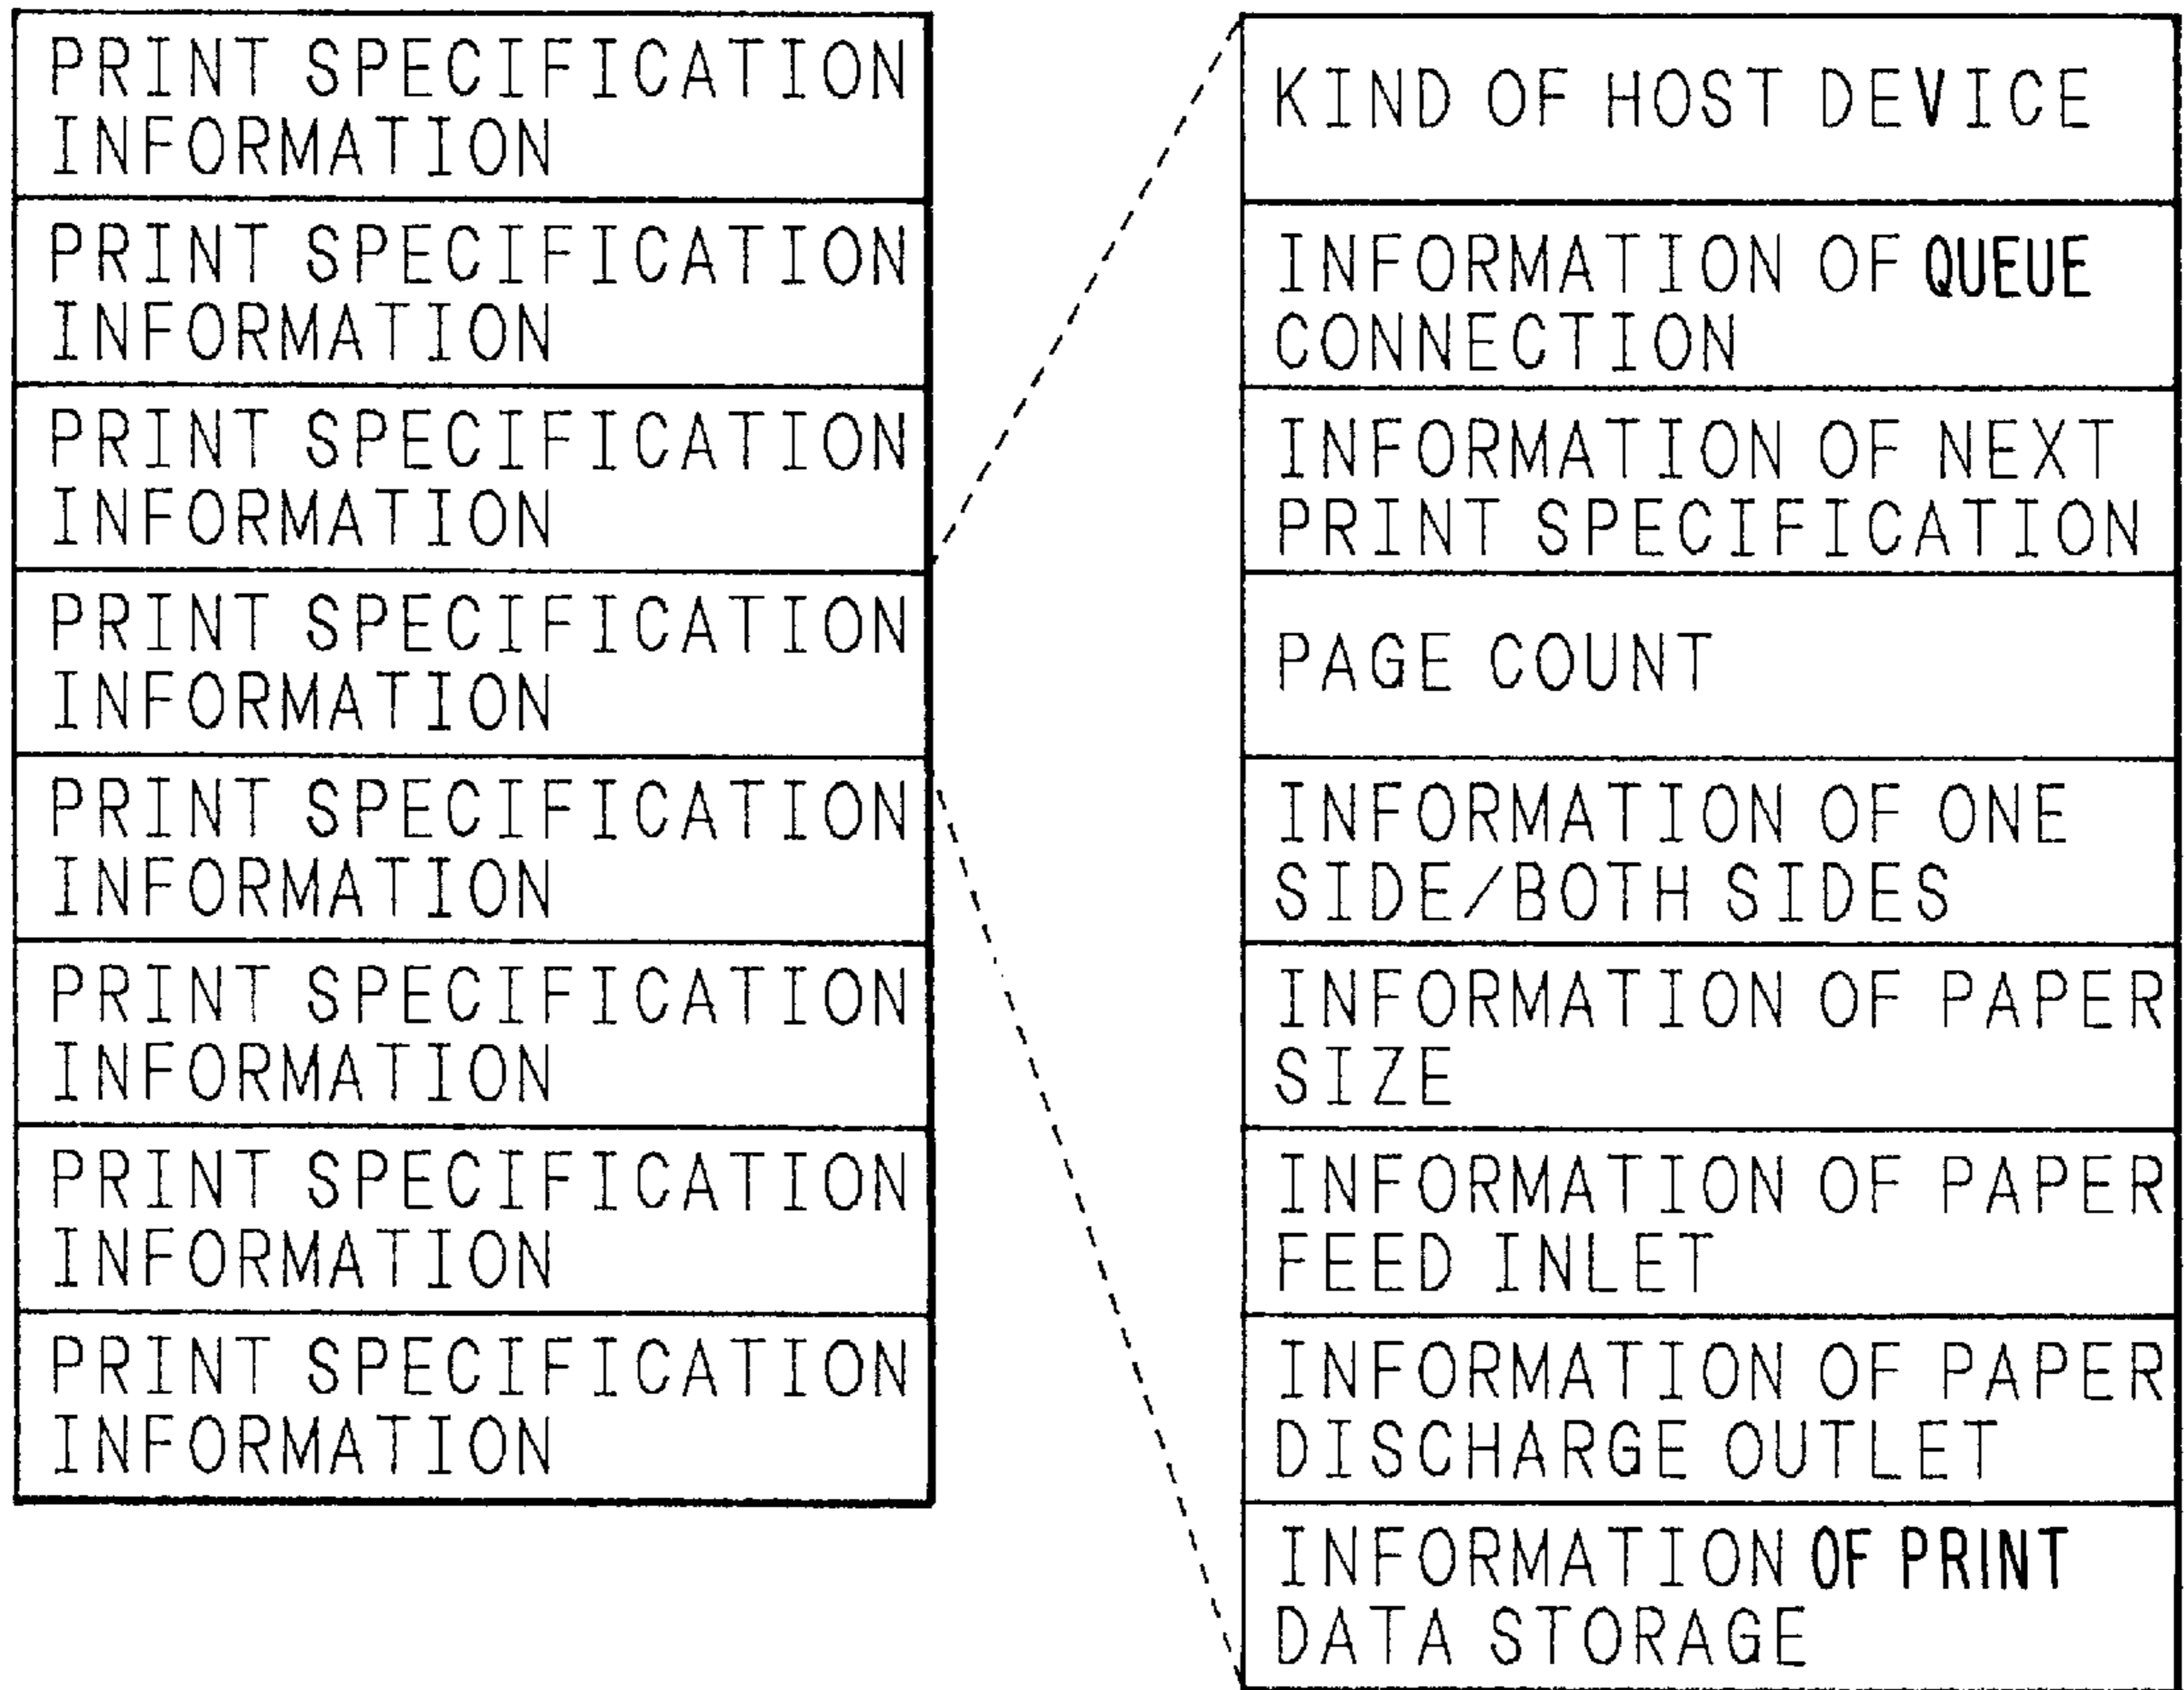 PRINT SPECIFICATION
INFORMATION
PRINT SPECIFICATION
INFORMATION
PRINT SPECIFICATION
INFORMATION
PRINT SPECIFICATION
INFORMATION
PRINT SPECIFICATION
INFORMATION
PRINT SPECIFICATION
INFORMATION
PRINT SPECIFICATION
INFORMATION
PRINT SPECIFICATION
INFORMATION
KIND OF HOST DEVICE
INFORMATION OF QUEUE
CONNECTION
INFORMATION OF NEXT
PRINT SPECIFICATION
PAGE COUNT
INFORMATION OF ONE
SIDE/BOTH SIDES
INFORMATION OF PAPER
SIZE
INFORMATION OF PAPER
FEED INLET
INFORMATION OF PAPER
DISCHARGE OUTLET
INFORMATION OF PRINT
DATA STORAGE